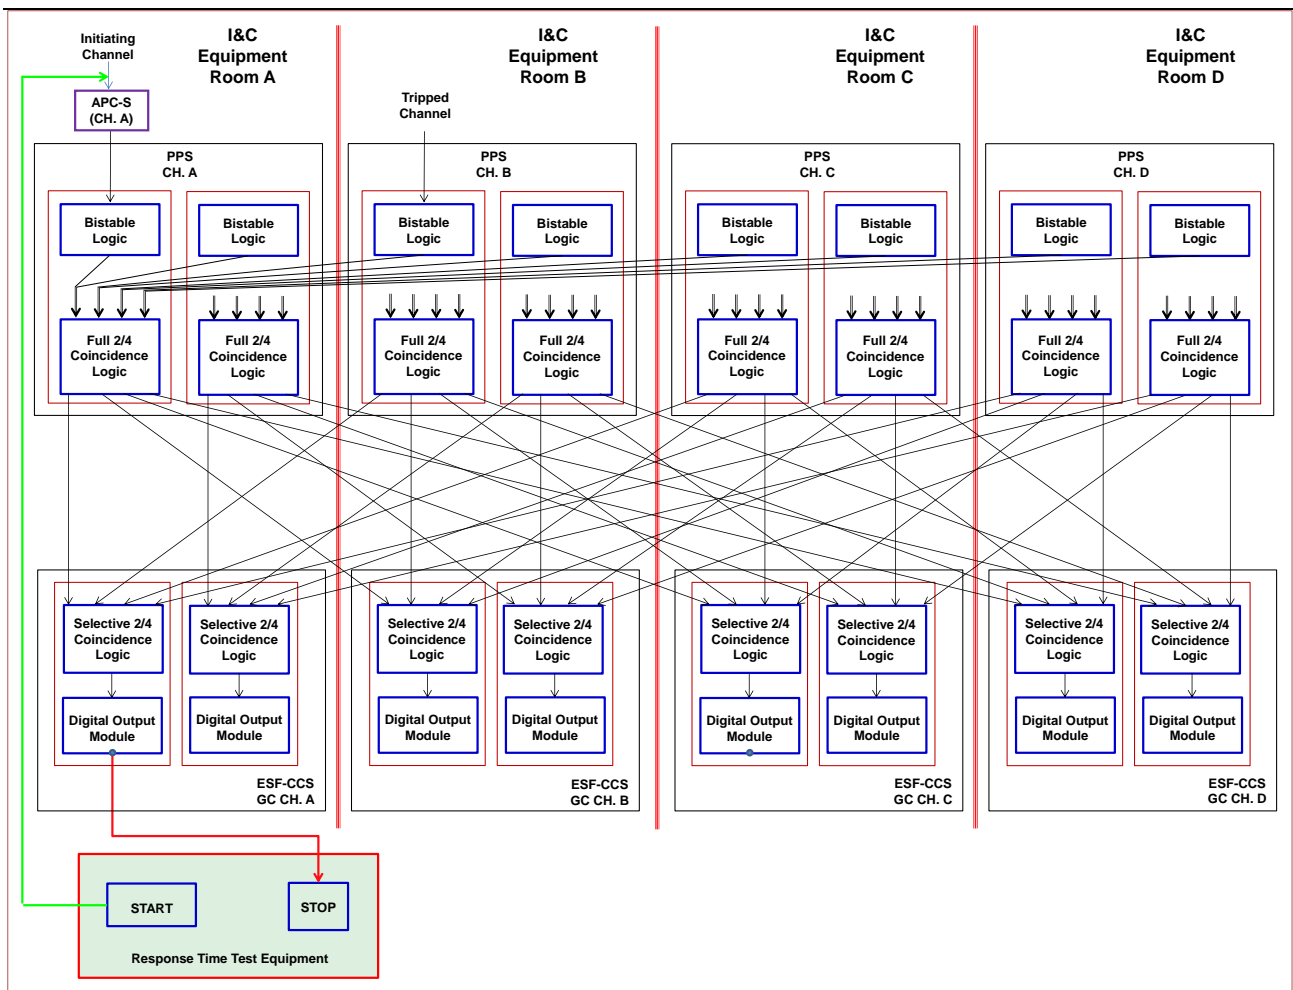 Initiating
Channel
I&C
Equipment
Room A
I&C
Equipment
Room B
I&C
Equipment
Room C
I&C
Equipment
Room D
APC-S
(CH. A)
Tripped
Channel
PPS
CH. A
PPS
CH. B
PPS
CH. C
PPS
CH. D
Bistable
Logic
Bistable
Logic
Bistable
Logic
Bistable
Logic
Bistable
Logic
Bistable
Logic
Bistable
Logic
Bistable
Logic
Full 2/4
Coincidence
Logic
Full 2/4
Coincidence
Logic
Full 2/4
Coincidence
Logic
Full 2/4
Coincidence
Logic
Full 2/4
Coincidence
Logic
Full 2/4
Coincidence
Logic
Full 2/4
Coincidence
Logic
Full 2/4
Coincidence
Logic
Selective 2/4
Coincidence
Logic
Selective 2/4
Coincidence
Logic
Selective 2/4
Coincidence
Logic
Selective 2/4
Coincidence
Logic
Selective 2/4
Coincidence
Logic
Selective 2/4
Coincidence
Logic
Selective 2/4
Coincidence
Logic
Selective 2/4
Coincidence
Logic
Digital Output
Module
Digital Output
Module
Digital Output
Module
Digital Output
Module
Digital Output
Module
Digital Output
Module
Digital Output
Module
Digital Output
Module
ESF-CCS
GC CH. A
ESF-CCS
GC CH. B
ESF-CCS
GC CH. C
ESF-CCS
GC CH. D
START
STOP
Response Time Test Equipment